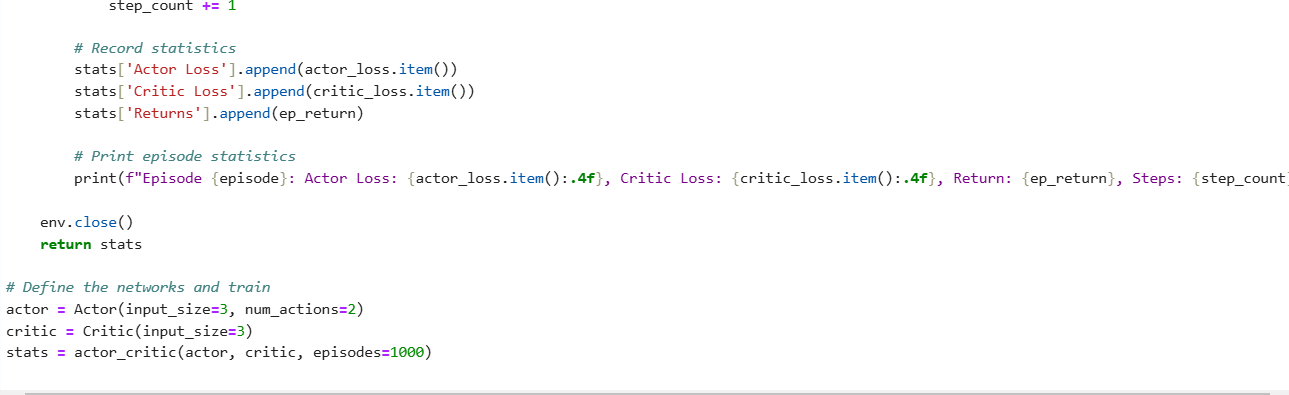 step_count += 1
        # Record statistics
        stats['Actor Loss'].append(actor_loss.item())
        stats['Critic Loss'].append(critic_loss.item())
        stats['Returns'].append(ep_return)
        # Print episode statistics
        print(f"Episode {episode}: Actor Loss: {actor_loss.item():.4f}, Critic Loss: {critic_loss.item():.4f}, Return: {ep_return}, Steps: {step_count}
    env.close()
    return stats
# Define the networks and train
actor = Actor(input_size=3, num_actions=2)
critic = Critic(input_size=3)
stats = actor_critic(actor, critic, episodes=1000)